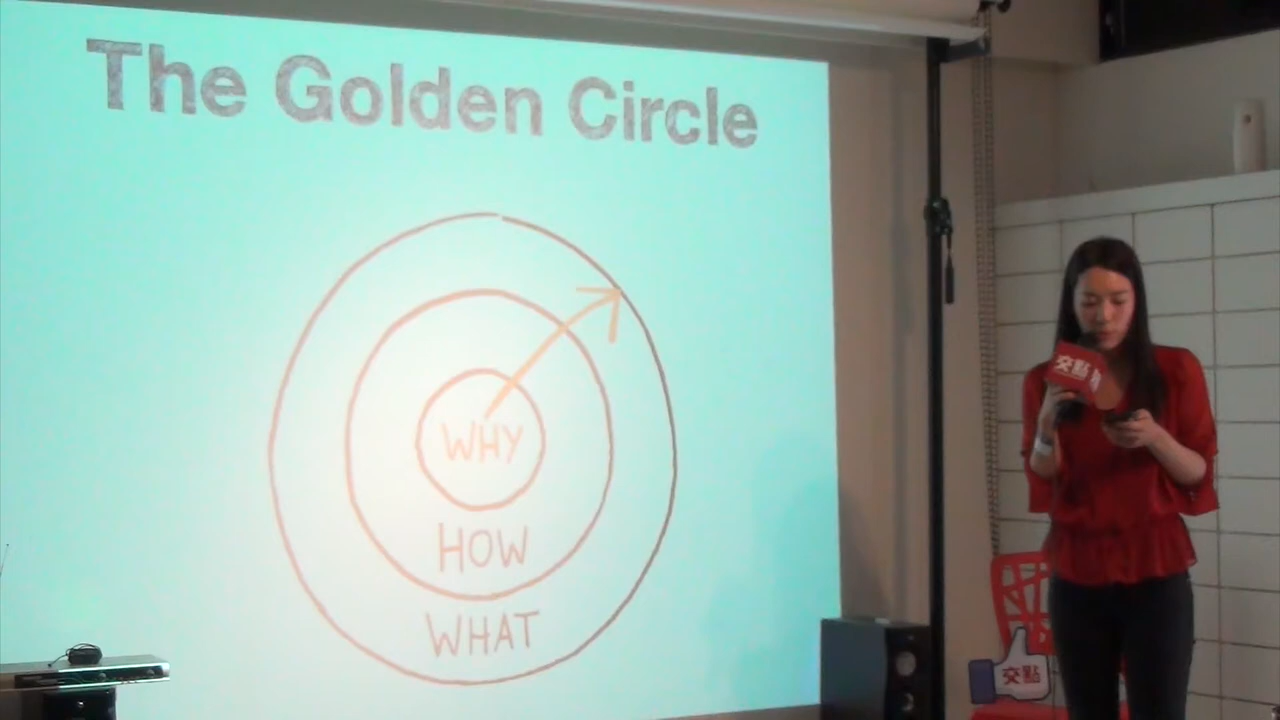 The Golden Circle
WHY
HOW
WHAT
交點
交點